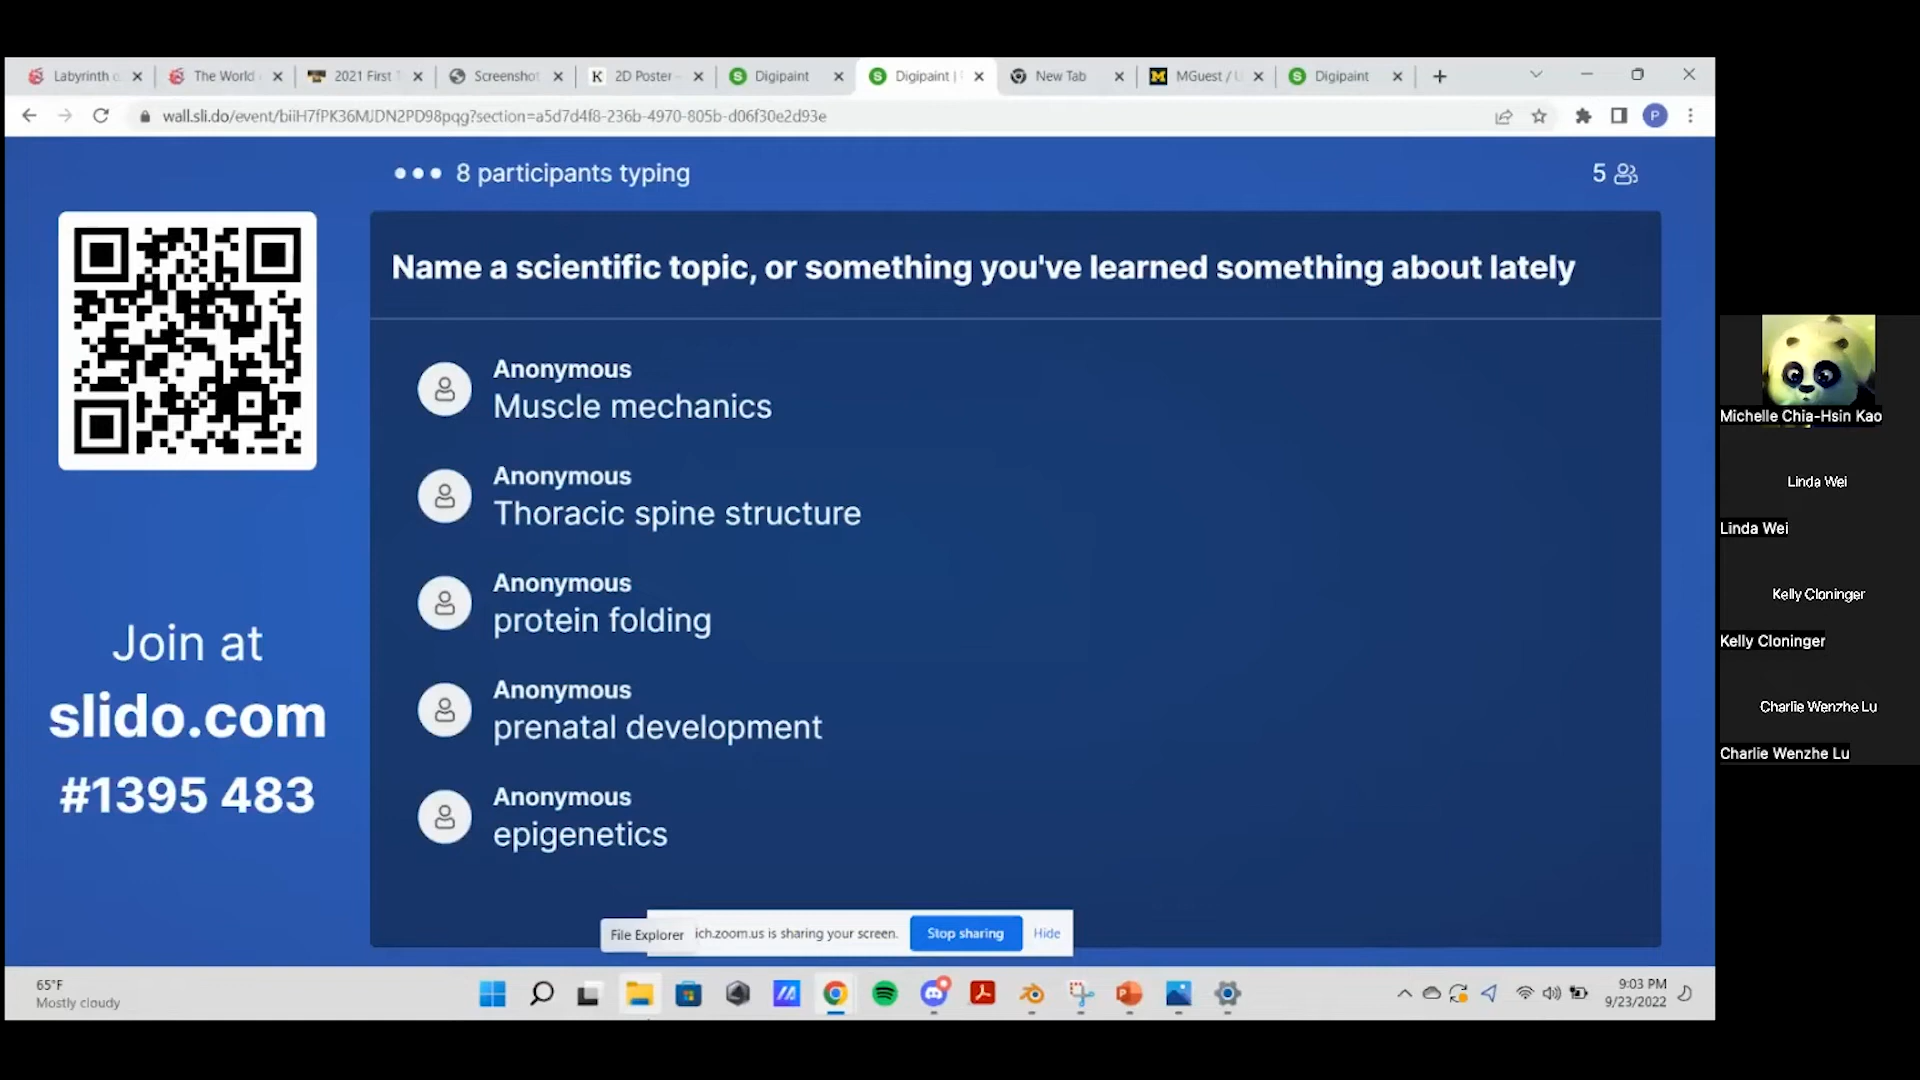 Labyrinth
The World
2021 First
Screenshot
2D Poster
Digipaint
Digipaint |
New Tab
MGuest /
Digipaint
wall.sli.do/event/biiH7fPK36MJDN2PD98pqg?section=a5d7d4f8-236b-4970-805b-d06f30e2d93e
P
8 participants typing
5
Name a scientific topic, or something you've learned something about lately
Anonymous
Muscle mechanics
Anonymous
Thoracic spine structure
Anonymous
protein folding
Anonymous
prenatal development
Anonymous
epigenetics
Join at
slido.com
#1395 483
File Explorer
ich.zoom.us is sharing your screen.
Stop sharing
Hide
65°F
Mostly cloudy
9:03 PM
9/23/2022
Michelle Chia-Hsin Kao
Linda Wei
Linda Wei
Kelly Cloninger
Kelly Cloninger
Charlie Wenzhe Lu
Charlie Wenzhe Lu